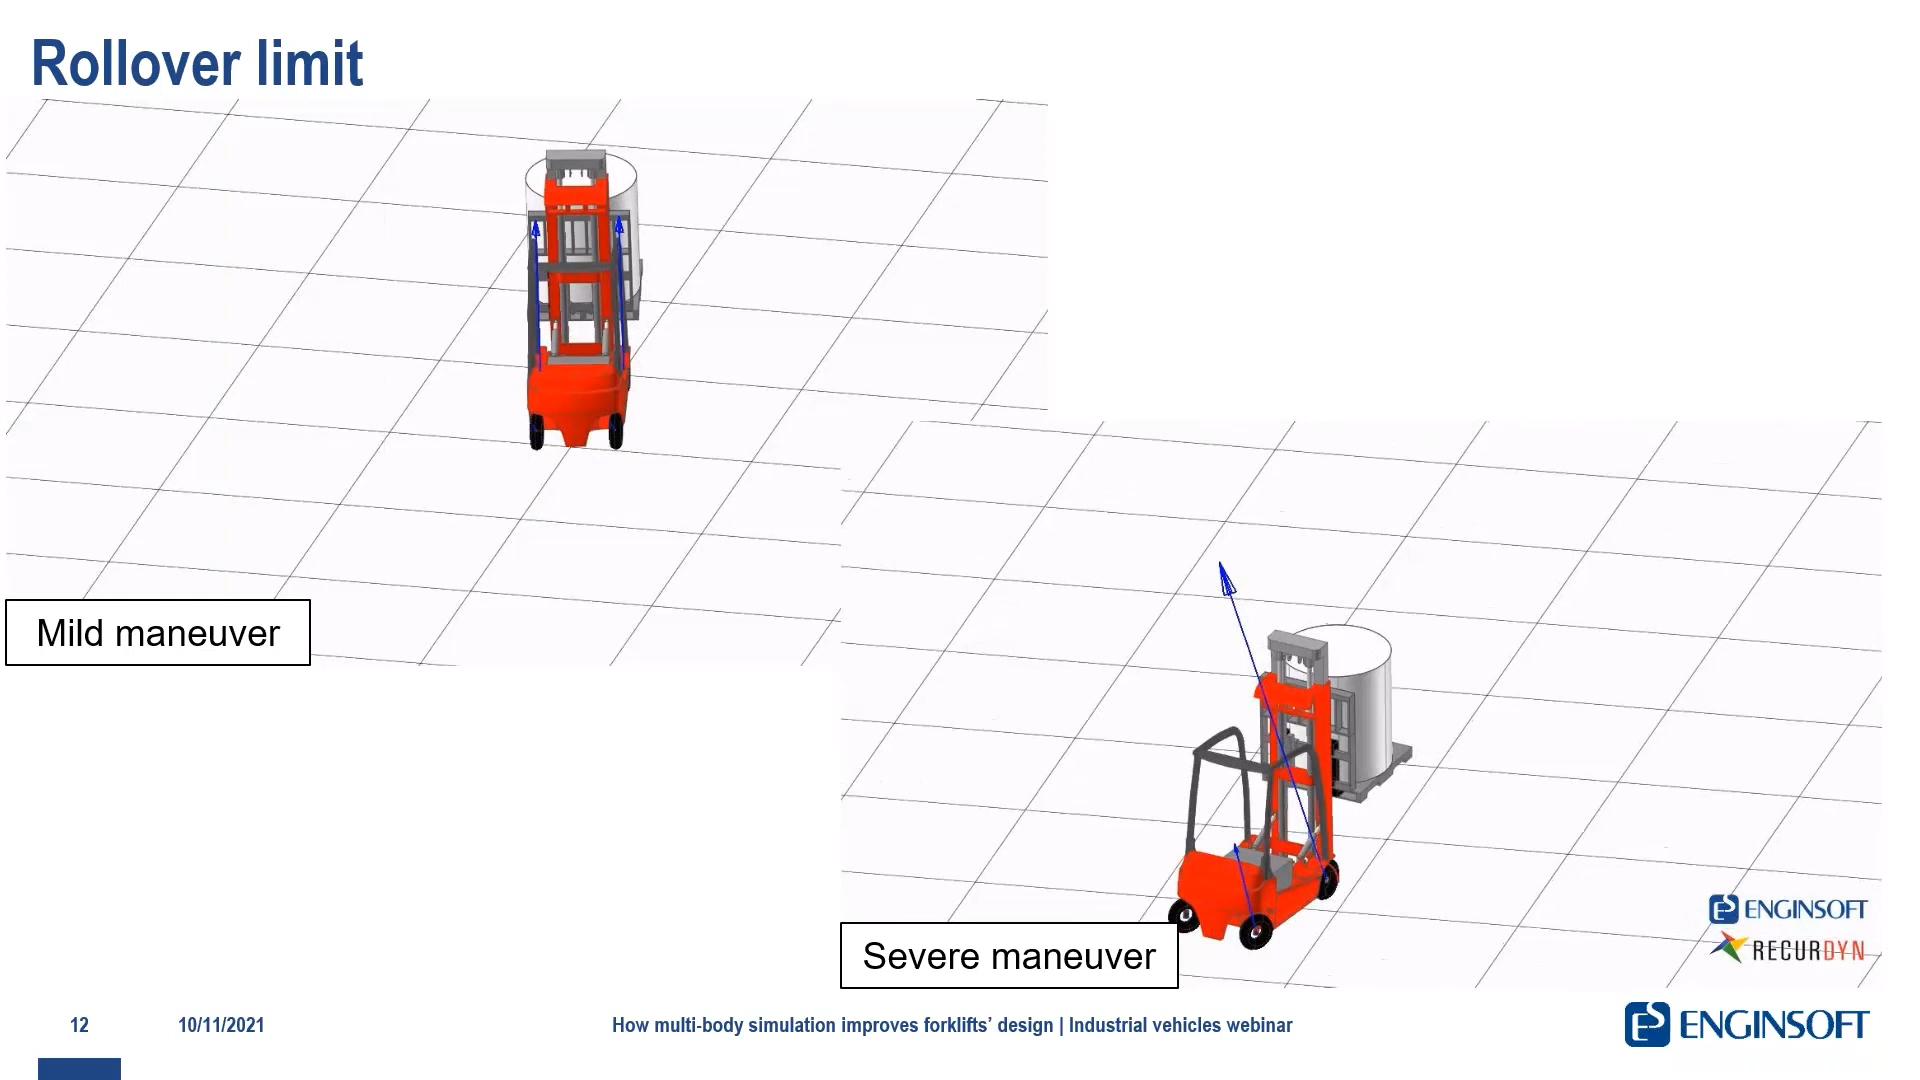 Rollover limit
Mild maneuver
Severe maneuver
ENGINSOFT
RECURDYN
12
10/11/2021
How multi-body simulation improves forklifts’ design | Industrial vehicles webinar
ENGINSOFT